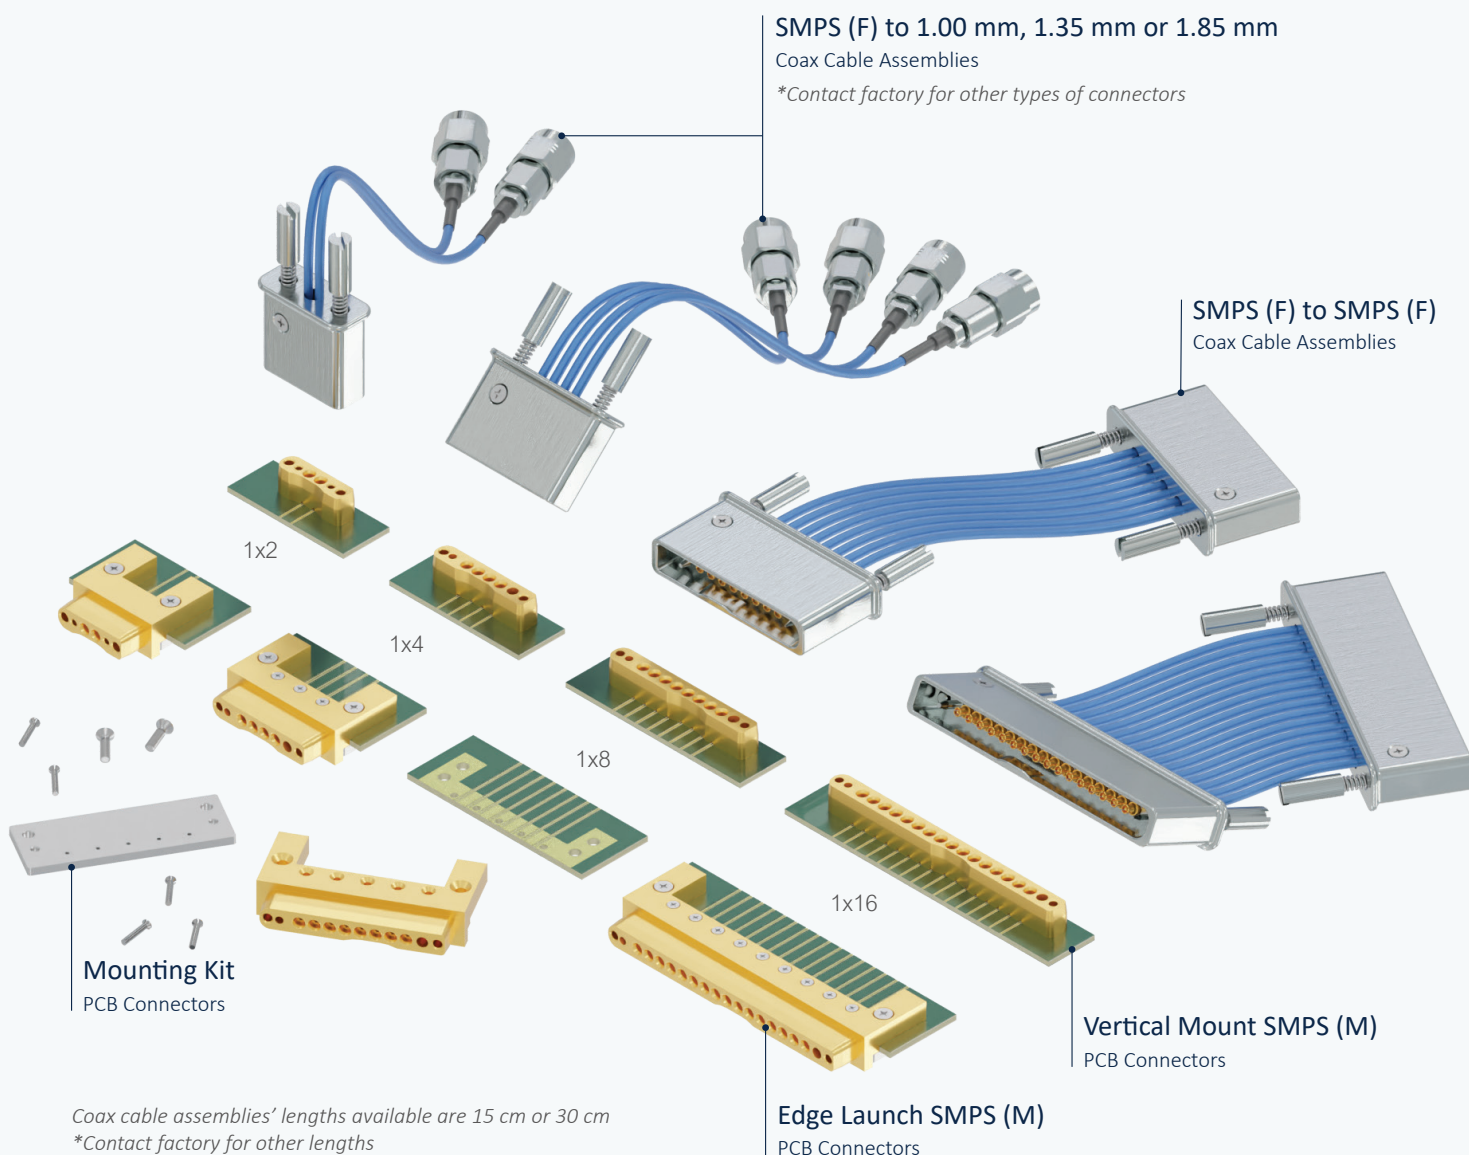 SMPS (F) to 1.00 mm, 1.35 mm or 1.85 mm
Coax Cable Assemblies
*Contact factory for other types of connectors
SMPS (F) to SMPS (F)
Coax Cable Assemblies
1x2
1x4
1x8
1x16
Mounting Kit
PCB Connectors
Vertical Mount SMPS (M)
PCB Connectors
Edge Launch SMPS (M)
PCB Connectors
Coax cable assemblies’ lengths available are 15 cm or 30 cm
*Contact factory for other lengths